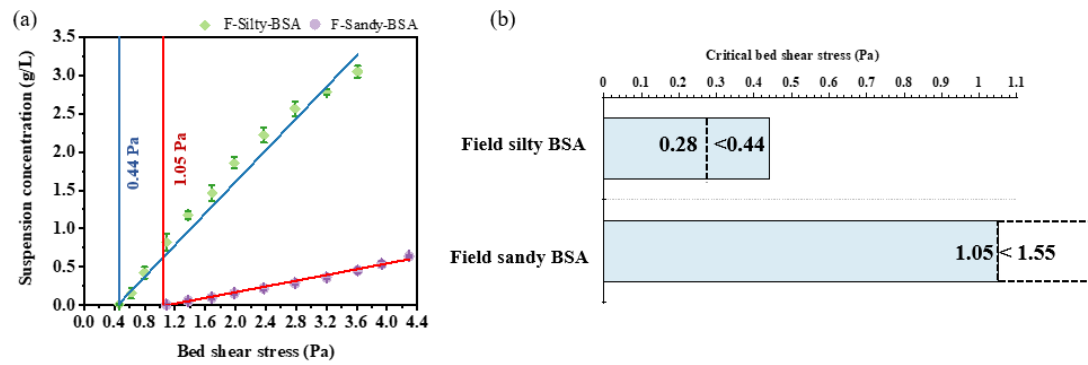 (a)
F-Silty-BSA F-Sandy-BSA
Suspension concentration (g/L)
3.5
3.0
2.5
2.0
1.5
1.0
0.5
0.0
0.44 Pa
1.05 Pa
0.0 0.4 0.8 1.2 1.6 2.0 2.4 2.8 3.2 3.6 4.0 4.4
Bed shear stress (Pa)
(b)
Critical bed shear stress (Pa)
0 0.1 0.2 0.3 0.4 0.5 0.6 0.7 0.8 0.9 1 1.1
Field silty BSA
0.28 <0.44
Field sandy BSA
1.05 < 1.55